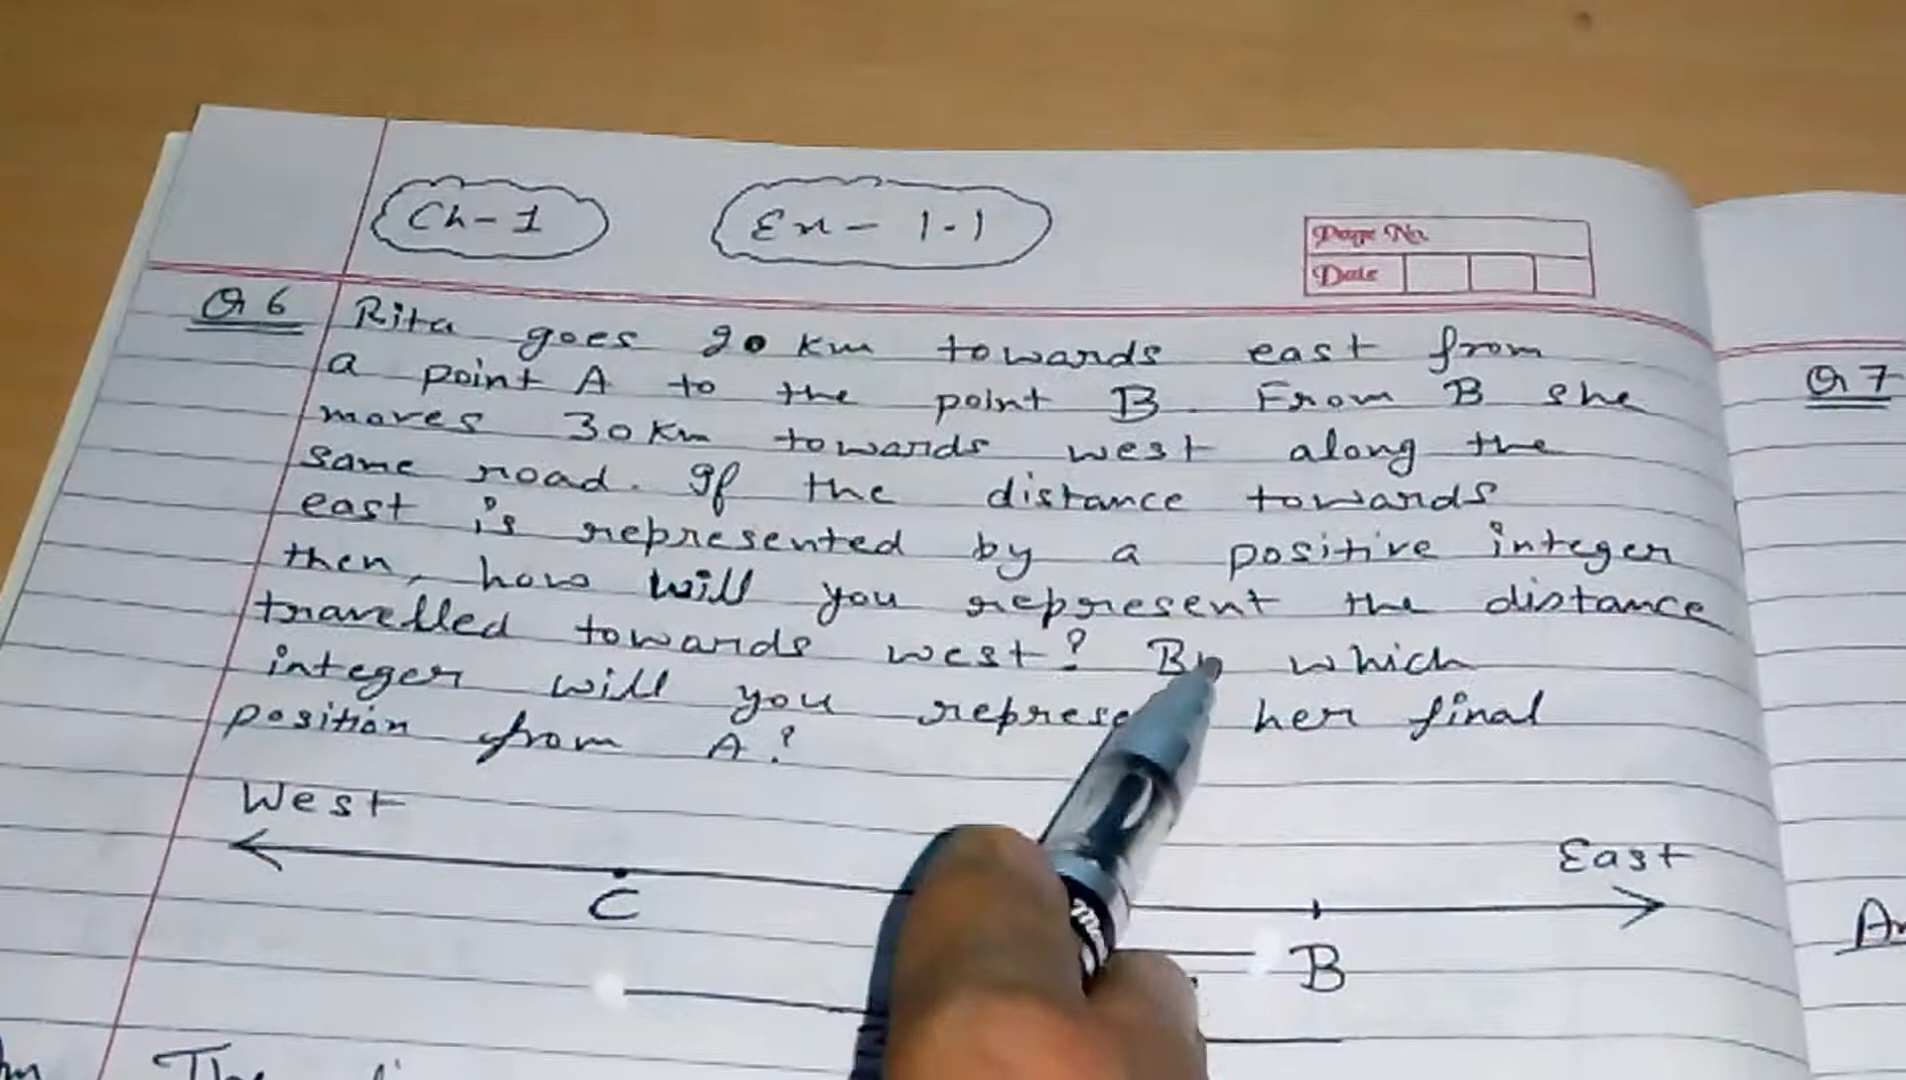 Ch-1 Ex-1.1
Page No.
Date
Q6 Rita goes 20 km towards east from
a point A to the point B. From B she
moves 30 km towards west along the
same road. If the distance towards
east is represented by a positive integer
then, how will you represent the distance
travelled towards west? By which
integer will you her final
position from A?
West
East
C
B
Q7